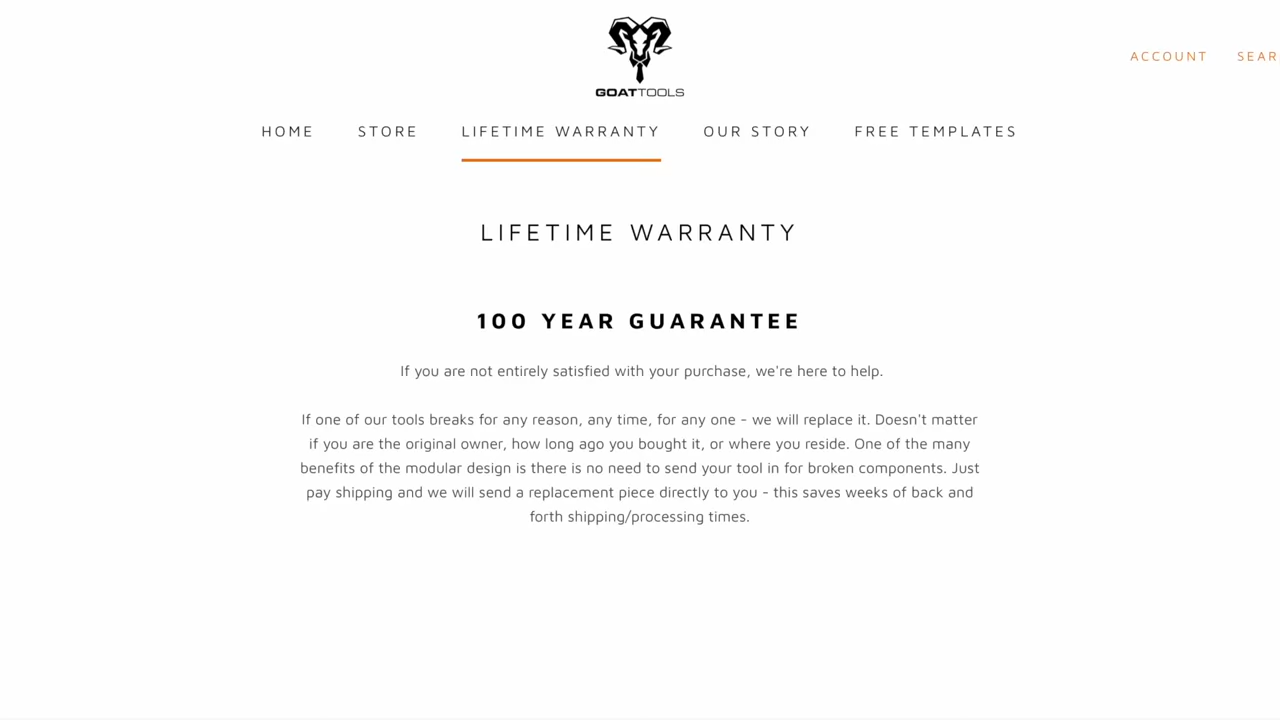 GOATTOOLS
ACCOUNT SEAR
HOME STORE LIFETIME WARRANTY OUR STORY FREE TEMPLATES
LIFETIME WARRANTY
100 YEAR GUARANTEE
If you are not entirely satisfied with your purchase, we're here to help.
If one of our tools breaks for any reason, any time, for any one - we will replace it. Doesn't matter
if you are the original owner, how long ago you bought it, or where you reside. One of the many
benefits of the modular design is there is no need to send your tool in for broken components. Just
pay shipping and we will send a replacement piece directly to you - this saves weeks of back and
forth shipping/processing times.